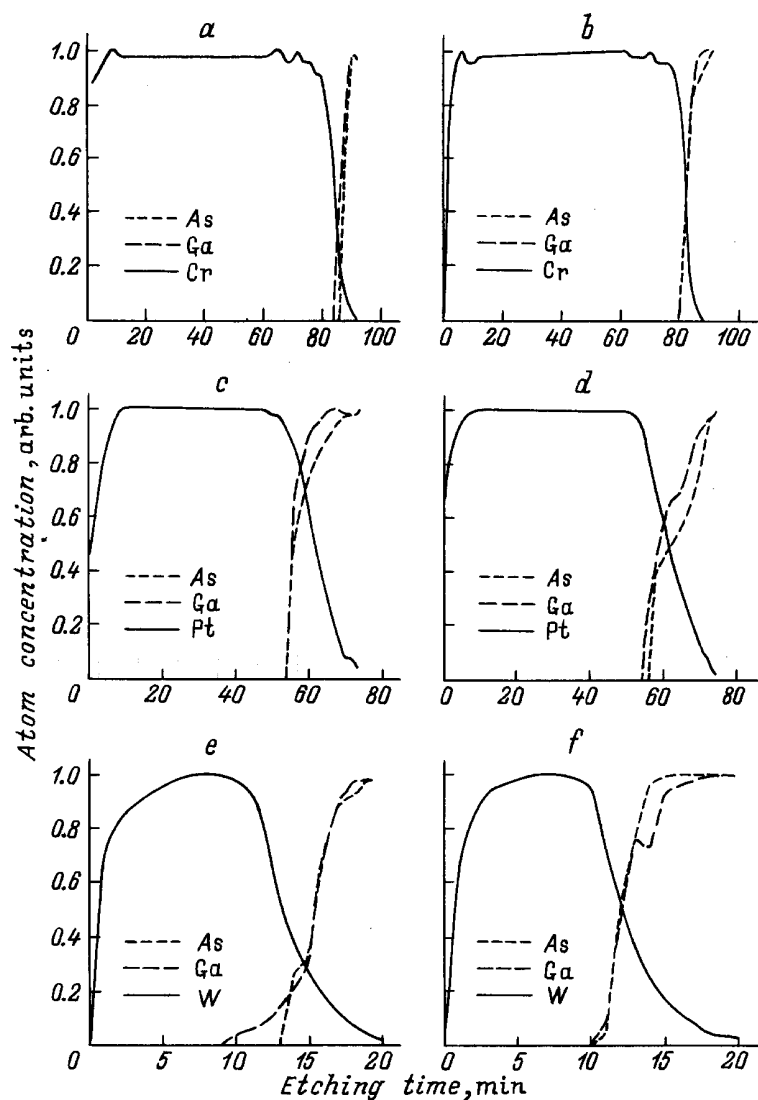 a
1.0
0.8
0.6
0.4
0.2
As
Ga
Cr
0 20 40 60 80 100
b
As
Ga
Cr
0 20 40 60 80 100
c
1.0
0.8
0.6
0.4
0.2
As
Ga
Pt
0 20 40 60 80
d
As
Ga
Pt
0 20 40 60 80
e
1.0
0.8
0.6
0.4
0.2
0
As
Ga
W
5 10 15 20
f
As
Ga
W
0 5 10 15 20
Atom concentration, arb. units
Etching time, min